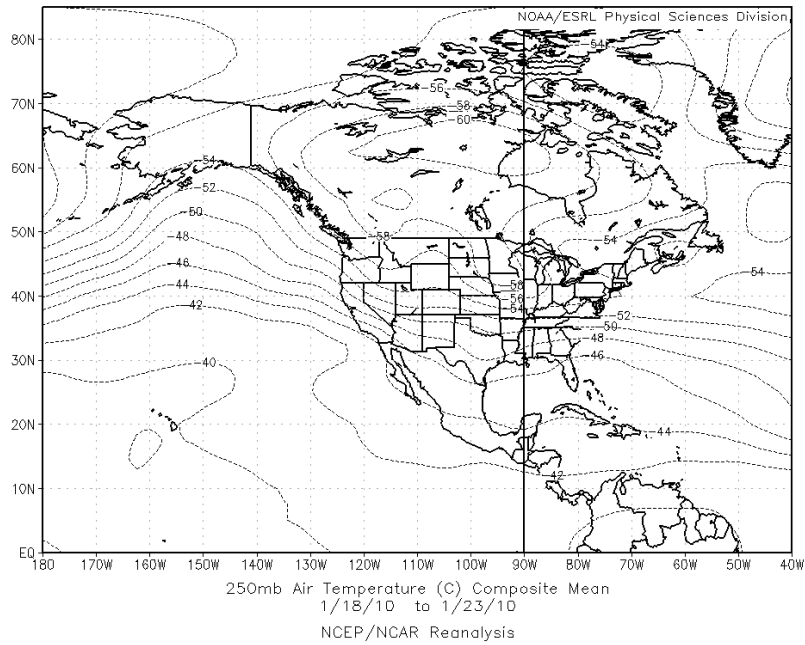 NOAA/ESRL Physical Sciences Division
80N
-54
-56
70N
-58
-60
60N
-54
-52
50N
-50
-58
-54
-48
-46
-54
-44
-58
40N
-56
-42
-54
-52
-50
-48
30N
-40
-46
20N
-44
-42
10N
EQ
180 170W 160W 150W 140W 130W 120W 110W 100W 90W 80W 70W 60W 50W 40W
250mb Air Temperature (C) Composite Mean
1/18/10 to 1/23/10
NCEP/NCAR Reanalysis